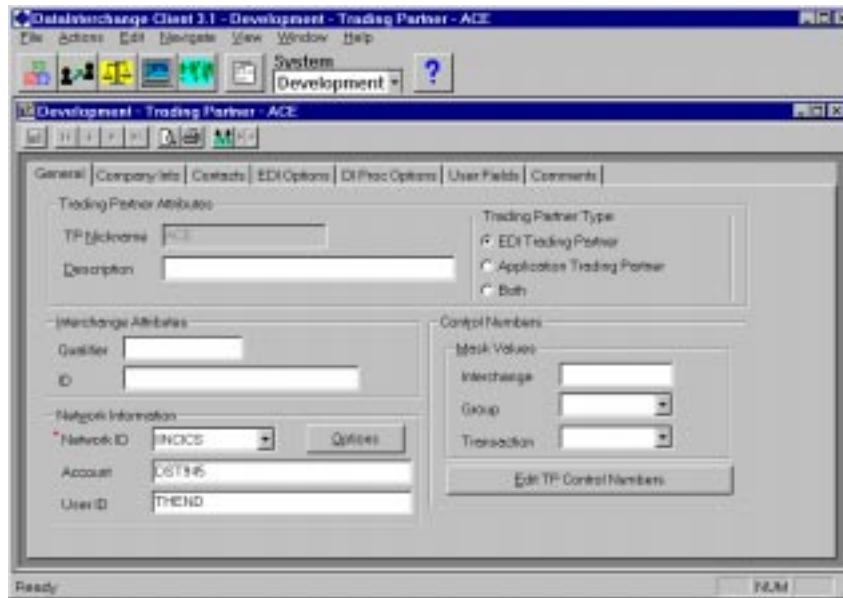 DataInterchange Client 3.1 - Development - Trading Partner - ACE
File Actions Edit Navigate View Window Help
System
Development
?
Development - Trading Partner - ACE
General Company Info Contacts EDI Options DI Proc Options User Fields Comments
Trading Partner Attributes
TP Nickname ACE
Description
Trading Partner Type
EDI Trading Partner
Application Trading Partner
Both
Interchange Attributes
Qualifier
ID
Control Numbers
Mask Values
Interchange
Group
Transaction
Edit TP Control Numbers
Network Information
*Network ID IINCICS Options
Account DST945
User ID THEND
Ready NUM